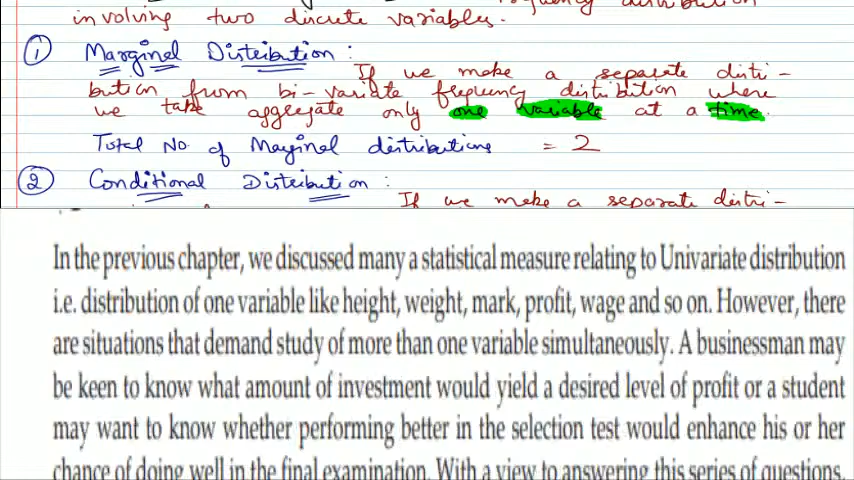 frequency distribution
involving two discrete variables.
① Marginal Distribution :
If we make a separate distri-
bution from bi-variate frequency distribution where
we take aggregate only one variable at a time.
Total No. of Marginal distributions = 2
② Conditional Distribution :
If we make a separate distri-
In the previous chapter, we discussed many a statistical measure relating to Univariate distribution
i.e. distribution of one variable like height, weight, mark, profit, wage and so on. However, there
are situations that demand study of more than one variable simultaneously. A businessman may
be keen to know what amount of investment would yield a desired level of profit or a student
may want to know whether performing better in the selection test would enhance his or her
chance of doing well in the final examination. With a view to answering this series of questions,